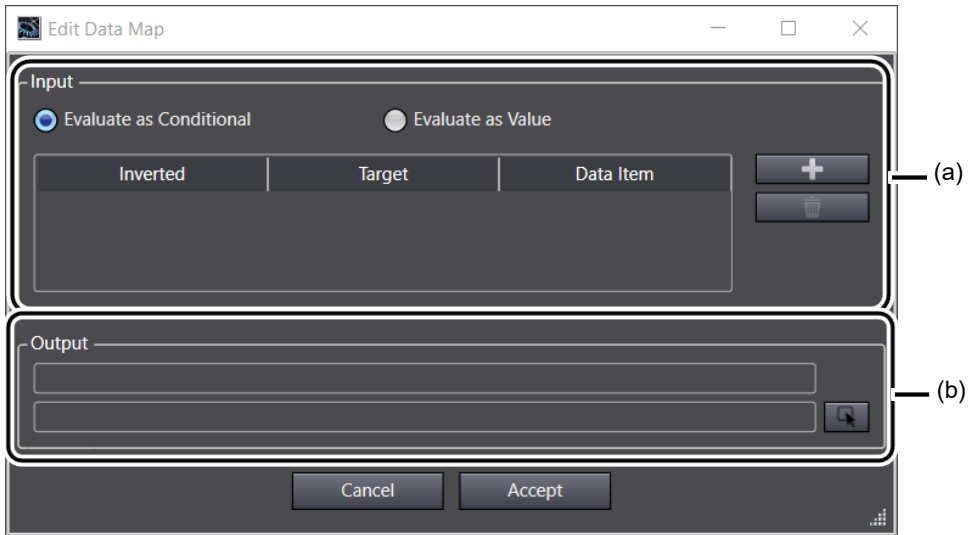 Edit Data Map
Input
Evaluate as Conditional Evaluate as Value
Inverted Target Data Item
(a)
Output
(b)
Cancel Accept